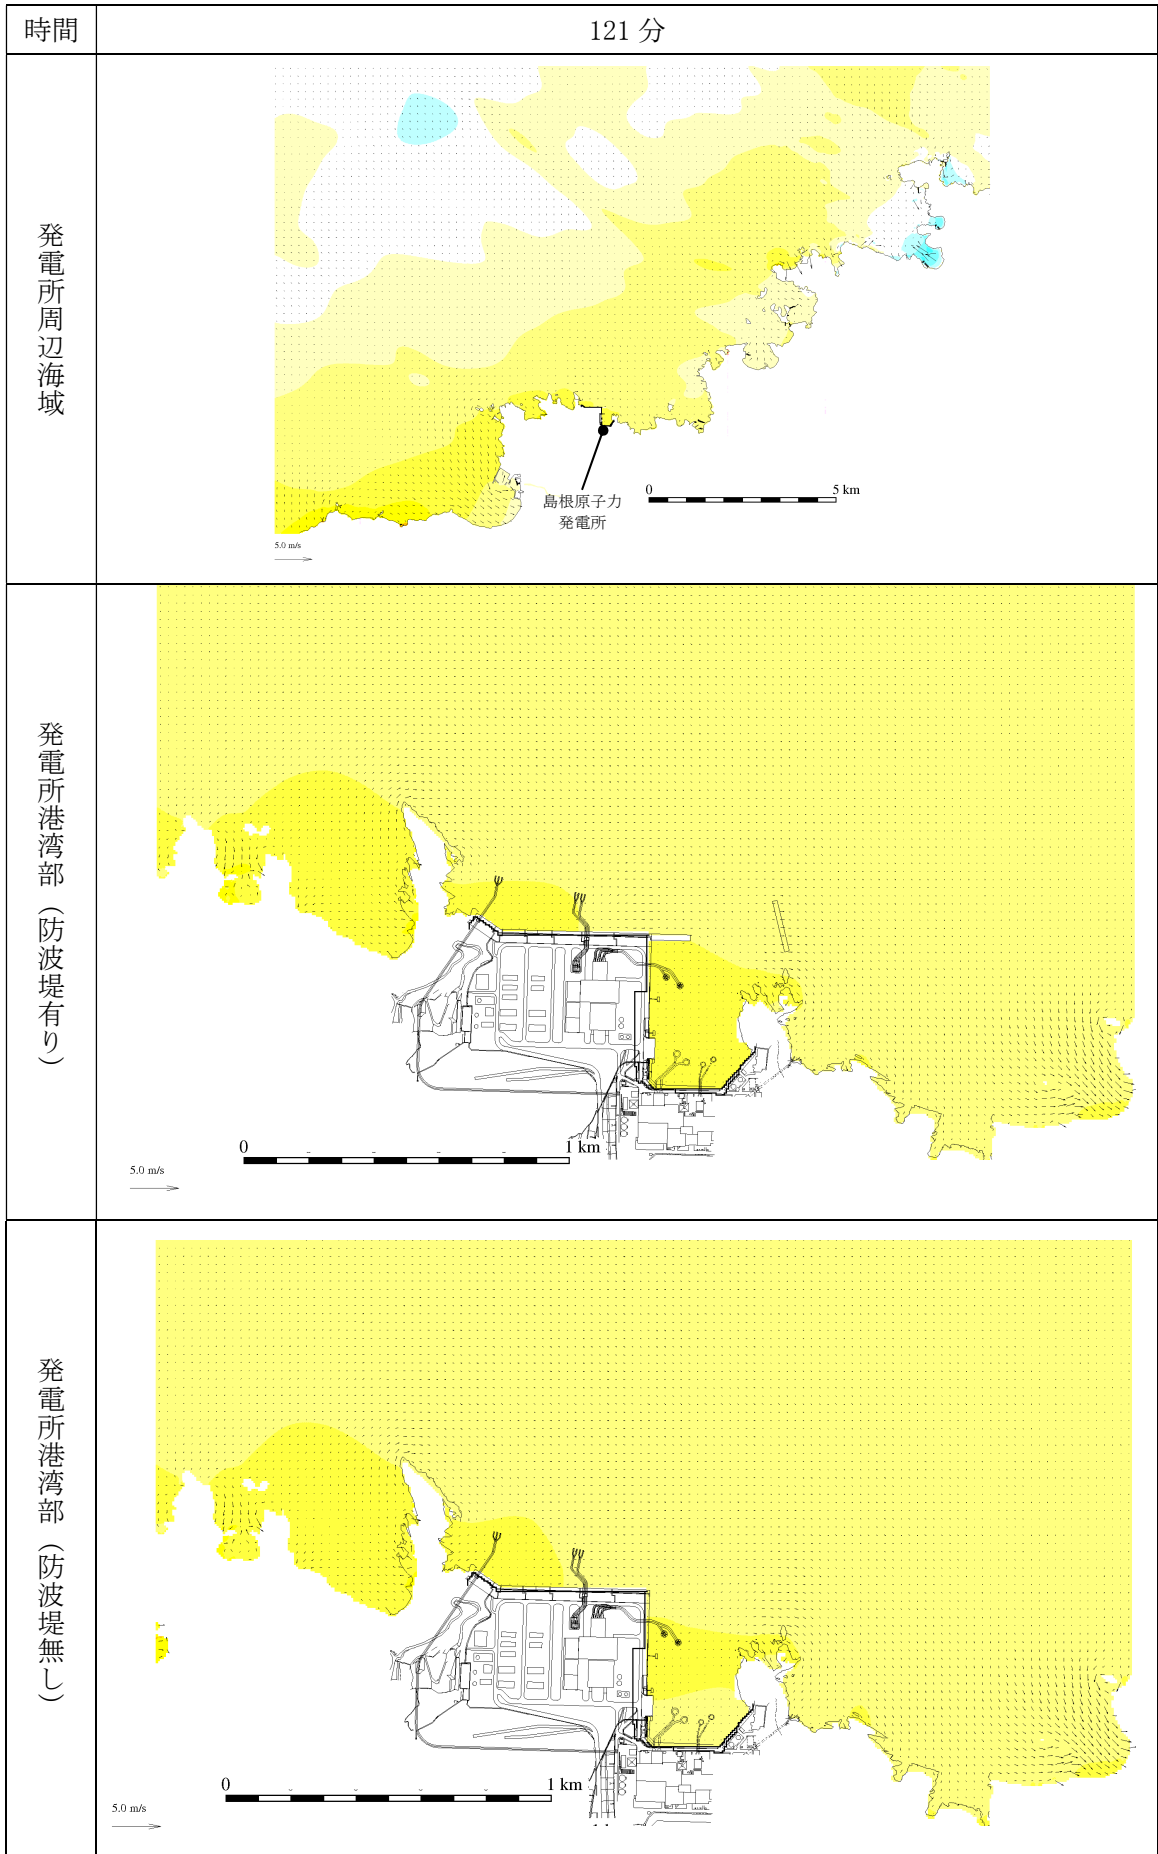 時間
121 分
発電所周辺海域
島根原子力
発電所
0 5 km
5.0 m/s
発電所港湾部（防波堤有り）
0 1 km
5.0 m/s
発電所港湾部（防波堤無し）
0 1 km
5.0 m/s